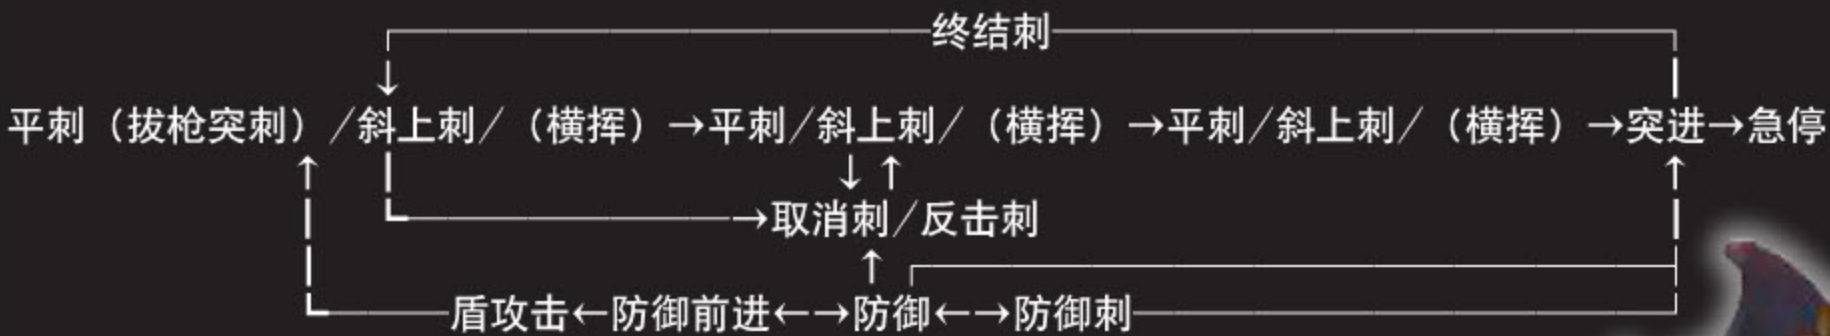 终结刺
平刺（拔枪突刺）/斜上刺/（横挥）→平刺/斜上刺/（横挥）→平刺/斜上刺/（横挥）→突进→急停
取消刺/反击刺
盾攻击←防御前进←→防御←→防御刺